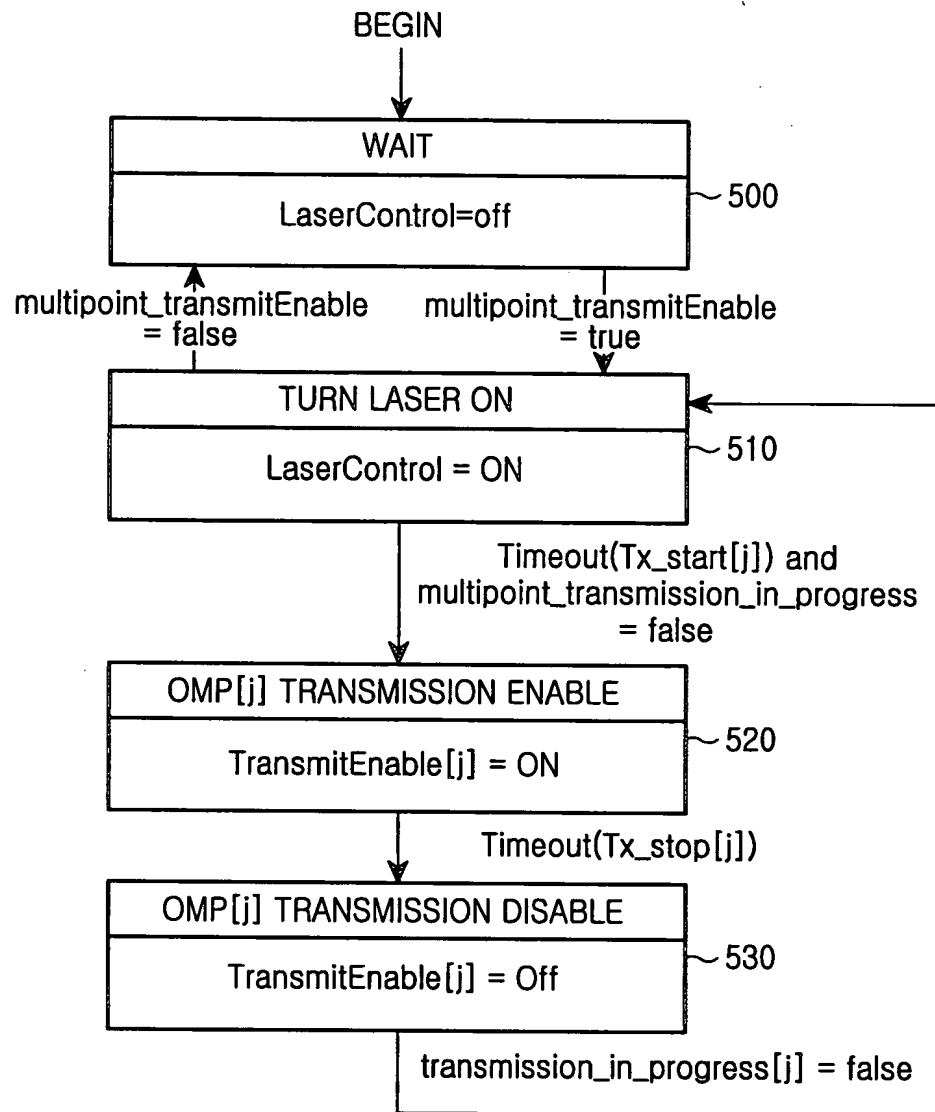 BEGIN
WAIT
LaserControl=off
500
multipoint_transmitEnable
= false
multipoint_transmitEnable
= true
TURN LASER ON
LaserControl = ON
510
Timeout(Tx_start[j]) and
multipoint_transmission_in_progress
= false
OMP[j] TRANSMISSION ENABLE
TransmitEnable[j] = ON
520
Timeout(Tx_stop[j])
OMP[j] TRANSMISSION DISABLE
TransmitEnable[j] = Off
530
transmission_in_progress[j] = false